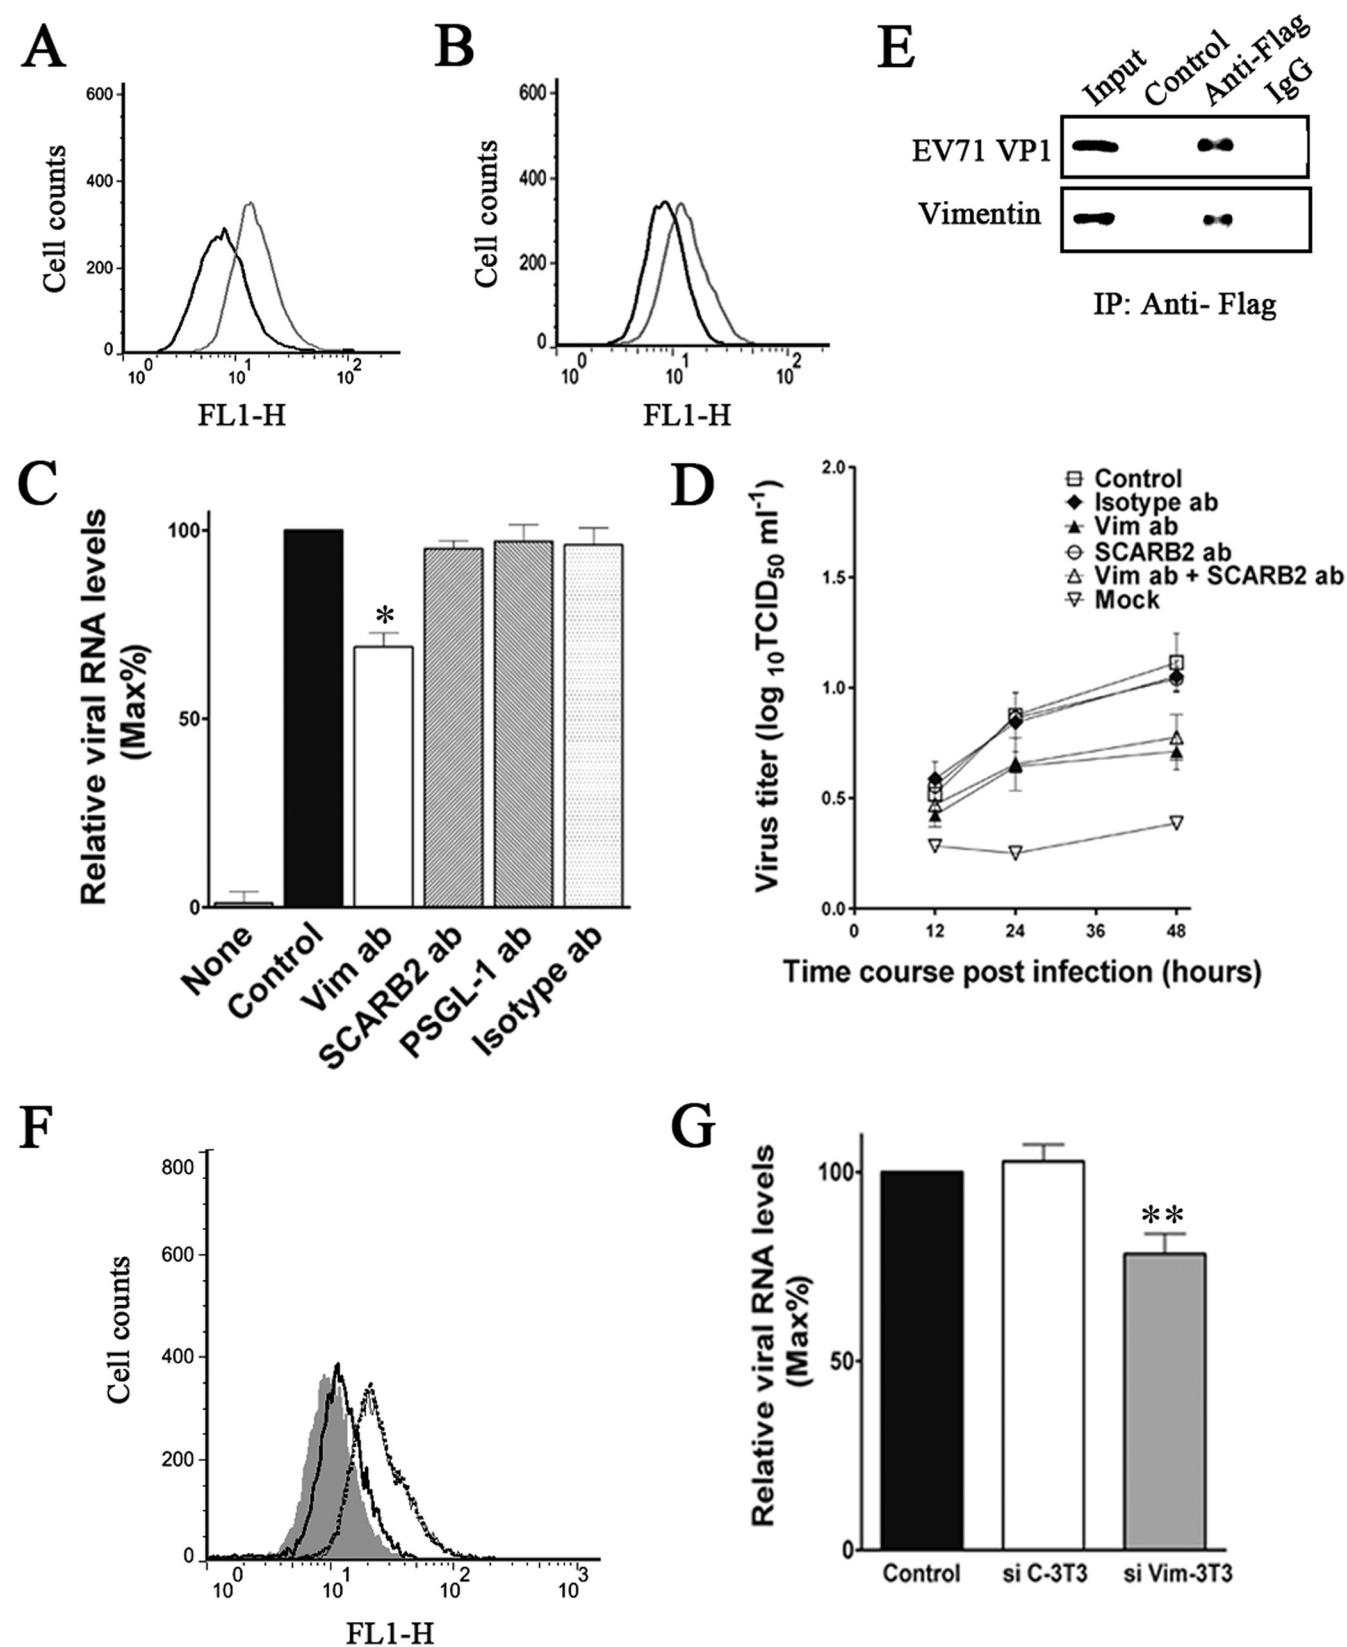 A
600
400
200
0
Cell counts
10^0
10^1
10^2
FL1-H
B
600
400
200
0
Cell counts
10^0
10^1
10^2
FL1-H
E
Input
Control
Anti-Flag
IgG
EV71 VP1
Vimentin
IP: Anti- Flag
C
Relative viral RNA levels
(Max%)
100
50
0
*
None
Control
Vim ab
SCARB2 ab
PSGL-1 ab
Isotype ab
D
Virus titer (log 10TCID50 ml-1)
2.0
1.5
1.0
0.5
0.0
Control
Isotype ab
Vim ab
SCARB2 ab
Vim ab + SCARB2 ab
Mock
0
12
24
36
48
Time course post infection (hours)
F
800
600
400
200
0
Cell counts
10^0
10^1
10^2
10^3
FL1-H
G
Relative viral RNA levels
(Max%)
100
50
0
**
Control
si C-3T3
si Vim-3T3